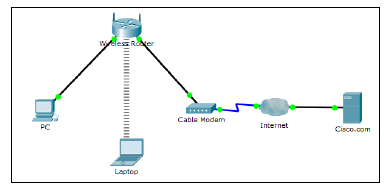 Wireless Router
PC
Laptop
Cable Modem
Internet
Cisco.com